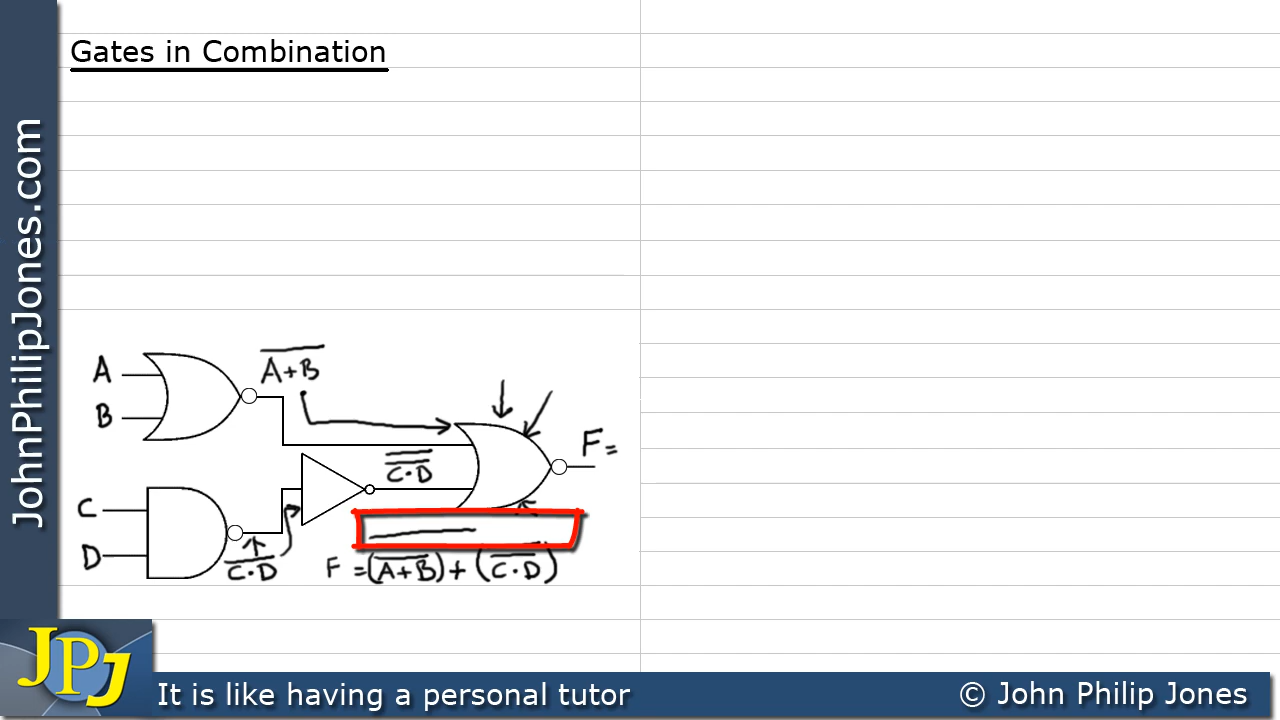 Gates in Combination
JohnPhilipJones.com
A
B
A+B
F=
C·D
C
D
C·D
F=(A+B)+(C·D)
JPJ
It is like having a personal tutor
© John Philip Jones